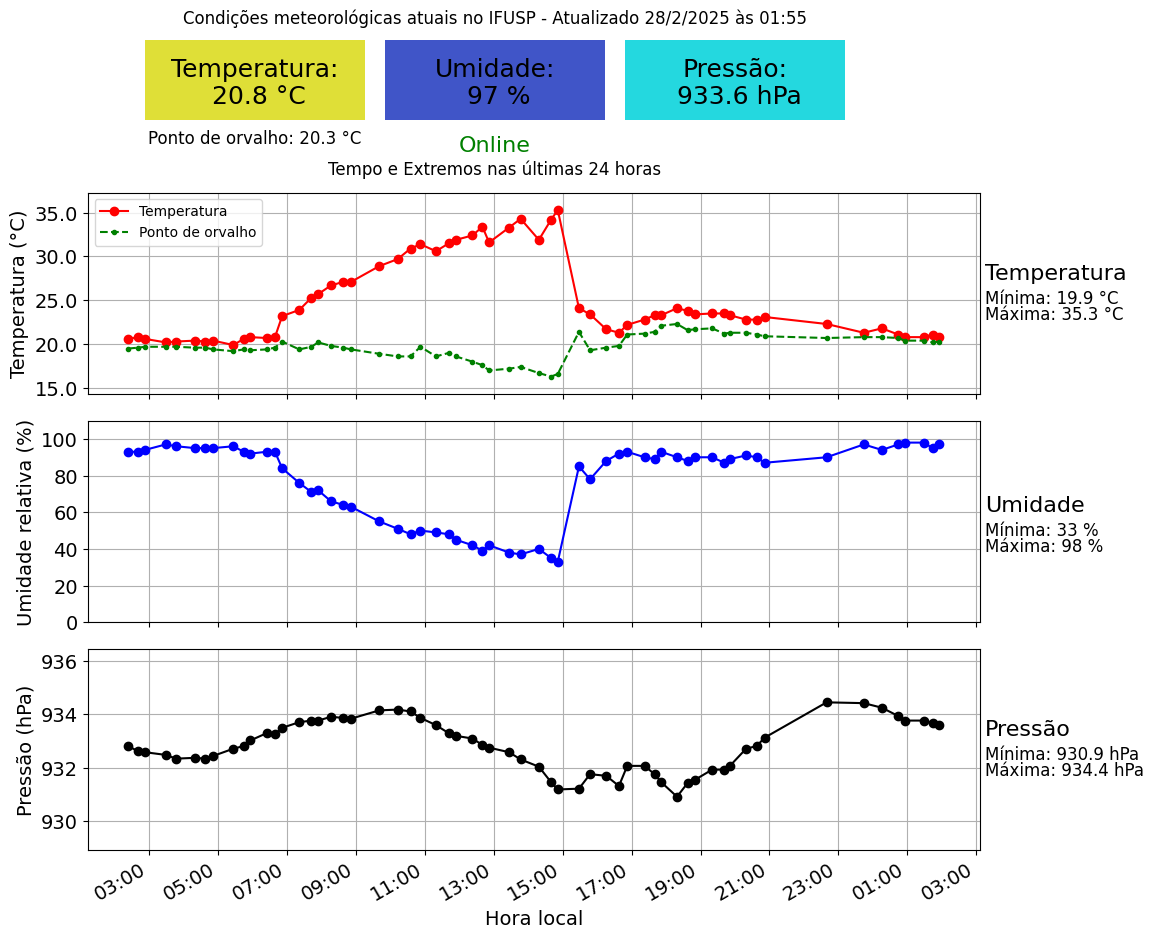 Condições meteorológicas atuais no IFUSP - Atualizado 28/2/2025 às 01:55
Temperatura:
20.8 °C
Umidade:
97 %
Pressão:
933.6 hPa
Ponto de orvalho: 20.3 °C
Online
Tempo e Extremos nas últimas 24 horas
Temperatura (°C)
35.0
30.0
25.0
20.0
15.0
Temperatura
Ponto de orvalho
Temperatura
Mínima: 19.9 °C
Máxima: 35.3 °C
Umidade relativa (%)
100
80
60
40
20
0
Umidade
Mínima: 33 %
Máxima: 98 %
Pressão (hPa)
936
934
932
930
Pressão
Mínima: 930.9 hPa
Máxima: 934.4 hPa
03:00 05:00 07:00 09:00 11:00 13:00 15:00 17:00 19:00 21:00 23:00 01:00 03:00
Hora local